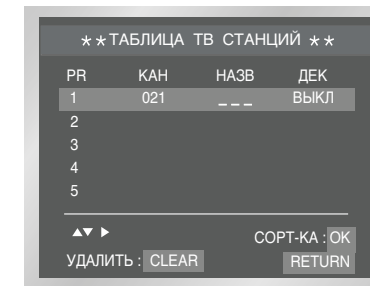 **ТАБЛИЦА ТВ СТАНЦИЙ**
PR КАН НАЗВ ДЕК
1 021 _ _ _ ВЫКЛ
2
3
4
5
▲▼ ▶ СОРТ-КА : OK
УДАЛИТЬ : CLEAR RETURN